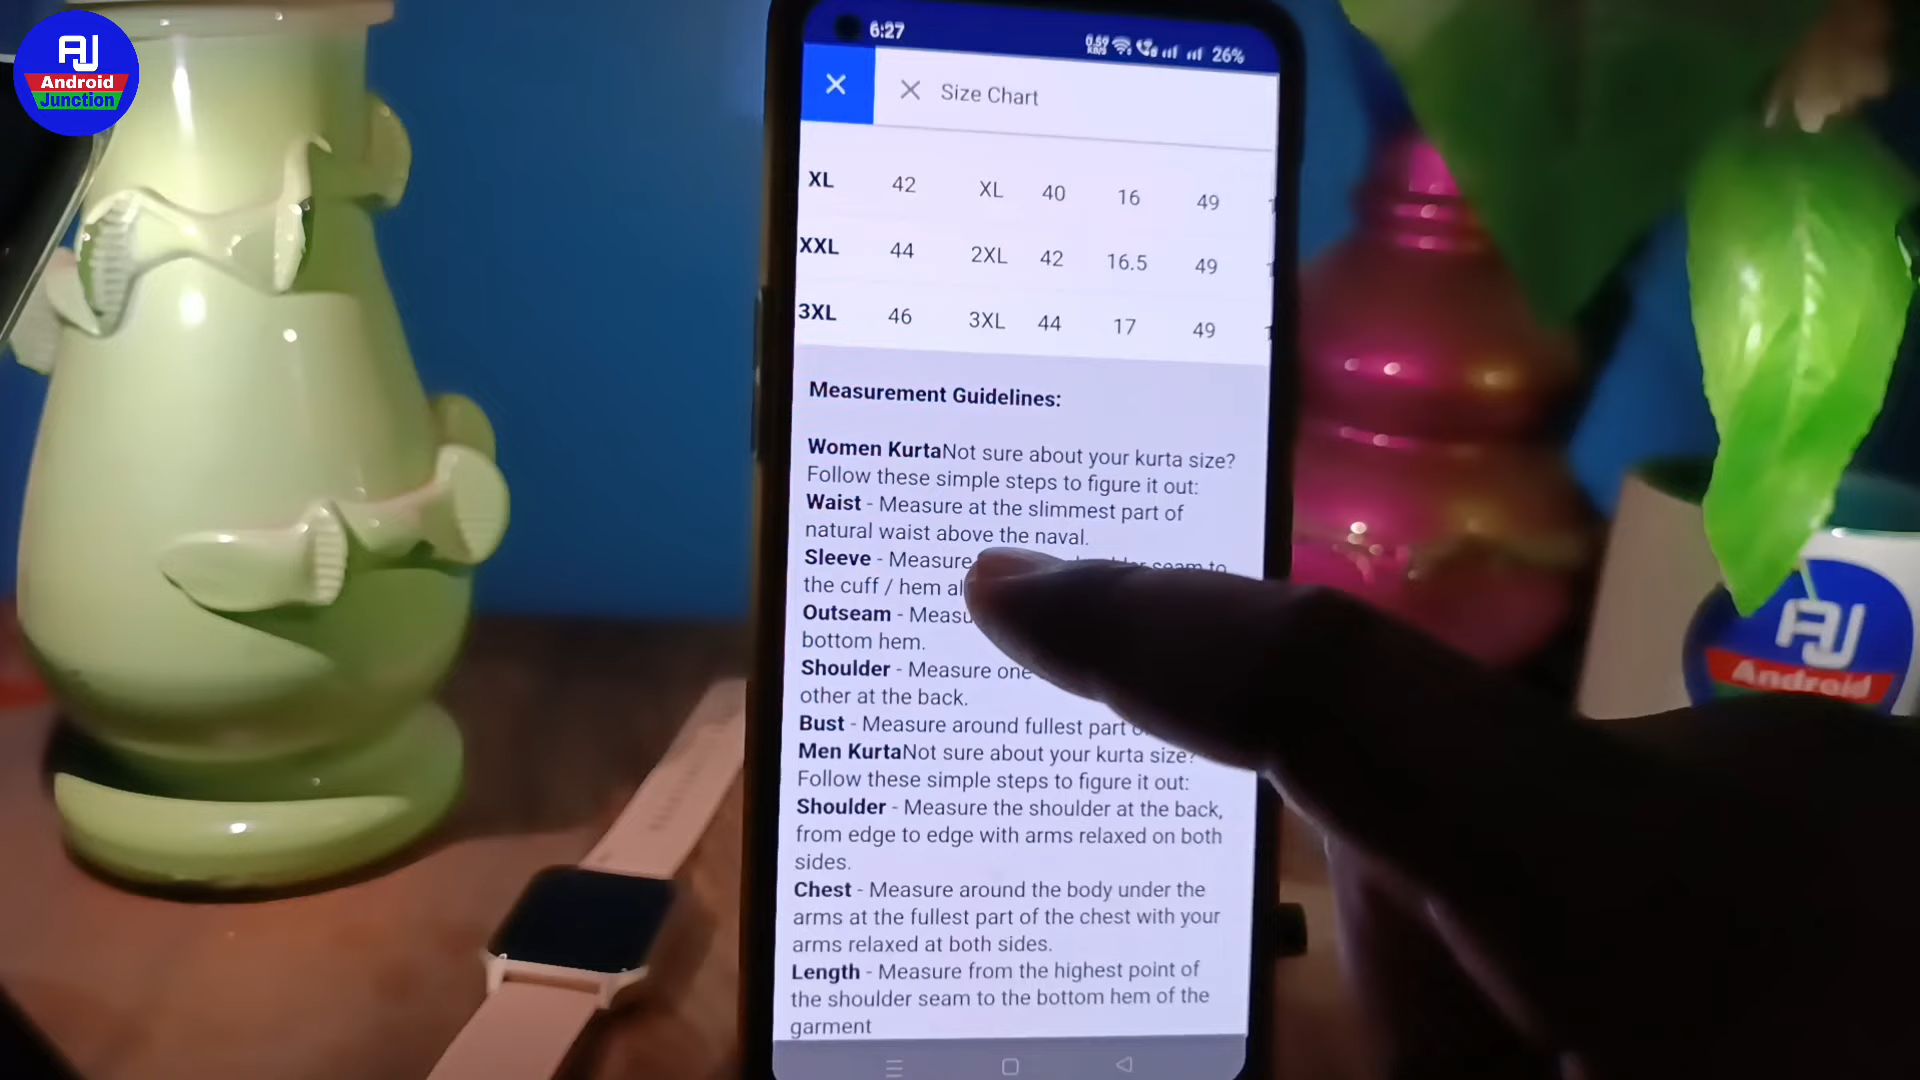 AJ
Android
Junction
6:27
0.59 KB/S
26%
Size Chart
XL 42 XL 40 16 49
XXL 44 2XL 42 16.5 49
3XL 46 3XL 44 17 49
Measurement Guidelines:
Women KurtaNot sure about your kurta size?
Follow these simple steps to figure it out:
Waist - Measure at the slimmest part of
natural waist above the naval.
Sleeve - Measure seam to
the cuff / hem
Outseam -
bottom hem.
Shoulder - Measure one
other at the back.
Bust - Measure around fullest part
Men KurtaNot sure about your kurta size?
Follow these simple steps to figure it out:
Shoulder - Measure the shoulder at the back,
from edge to edge with arms relaxed on both
sides.
Chest - Measure around the body under the
arms at the fullest part of the chest with your
arms relaxed at both sides.
Length - Measure from the highest point of
the shoulder seam to the bottom hem of the
garment
AJ
Android